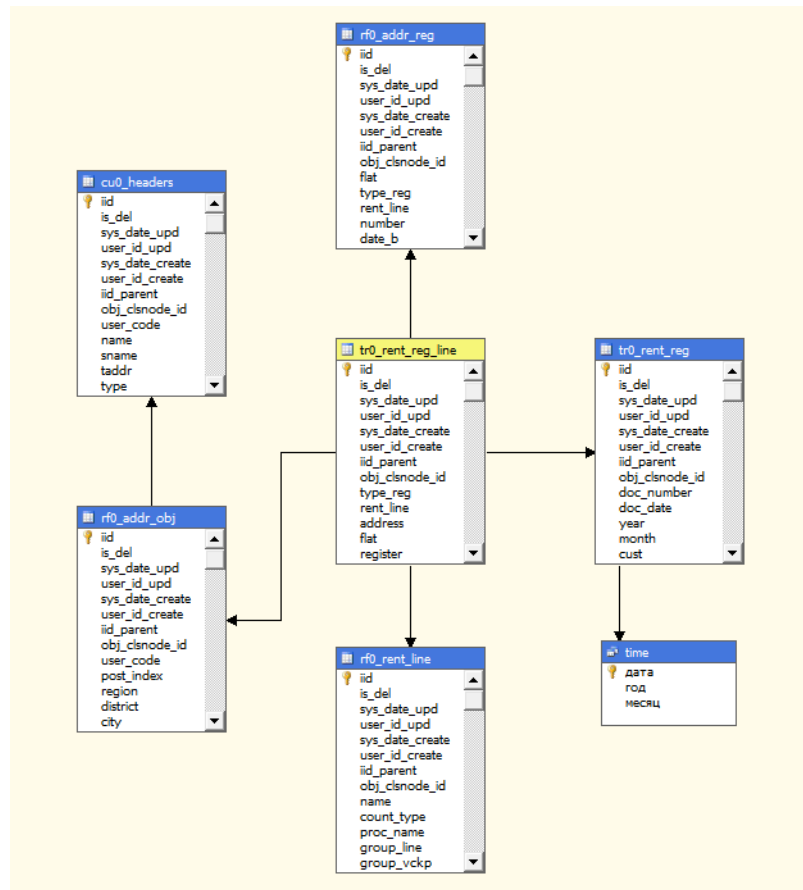 rf0_addr_reg
iid
is_del
sys_date_upd
user_id_upd
sys_date_create
user_id_create
iid_parent
obj_clsnode_id
flat
type_reg
rent_line
number
date_b
cu0_headers
iid
is_del
sys_date_upd
user_id_upd
sys_date_create
user_id_create
iid_parent
obj_clsnode_id
user_code
name
sname
taddr
type
tr0_rent_reg_line
iid
is_del
sys_date_upd
user_id_upd
sys_date_create
user_id_create
iid_parent
obj_clsnode_id
type_reg
rent_line
address
flat
register
tr0_rent_reg
iid
is_del
sys_date_upd
user_id_upd
sys_date_create
user_id_create
iid_parent
obj_clsnode_id
doc_number
doc_date
year
month
cust
rf0_addr_obj
iid
is_del
sys_date_upd
user_id_upd
sys_date_create
user_id_create
iid_parent
obj_clsnode_id
user_code
post_index
region
district
city
rf0_rent_line
iid
is_del
sys_date_upd
user_id_upd
sys_date_create
user_id_create
iid_parent
obj_clsnode_id
name
count_type
proc_name
group_line
group_vckp
time
дата
год
месяц